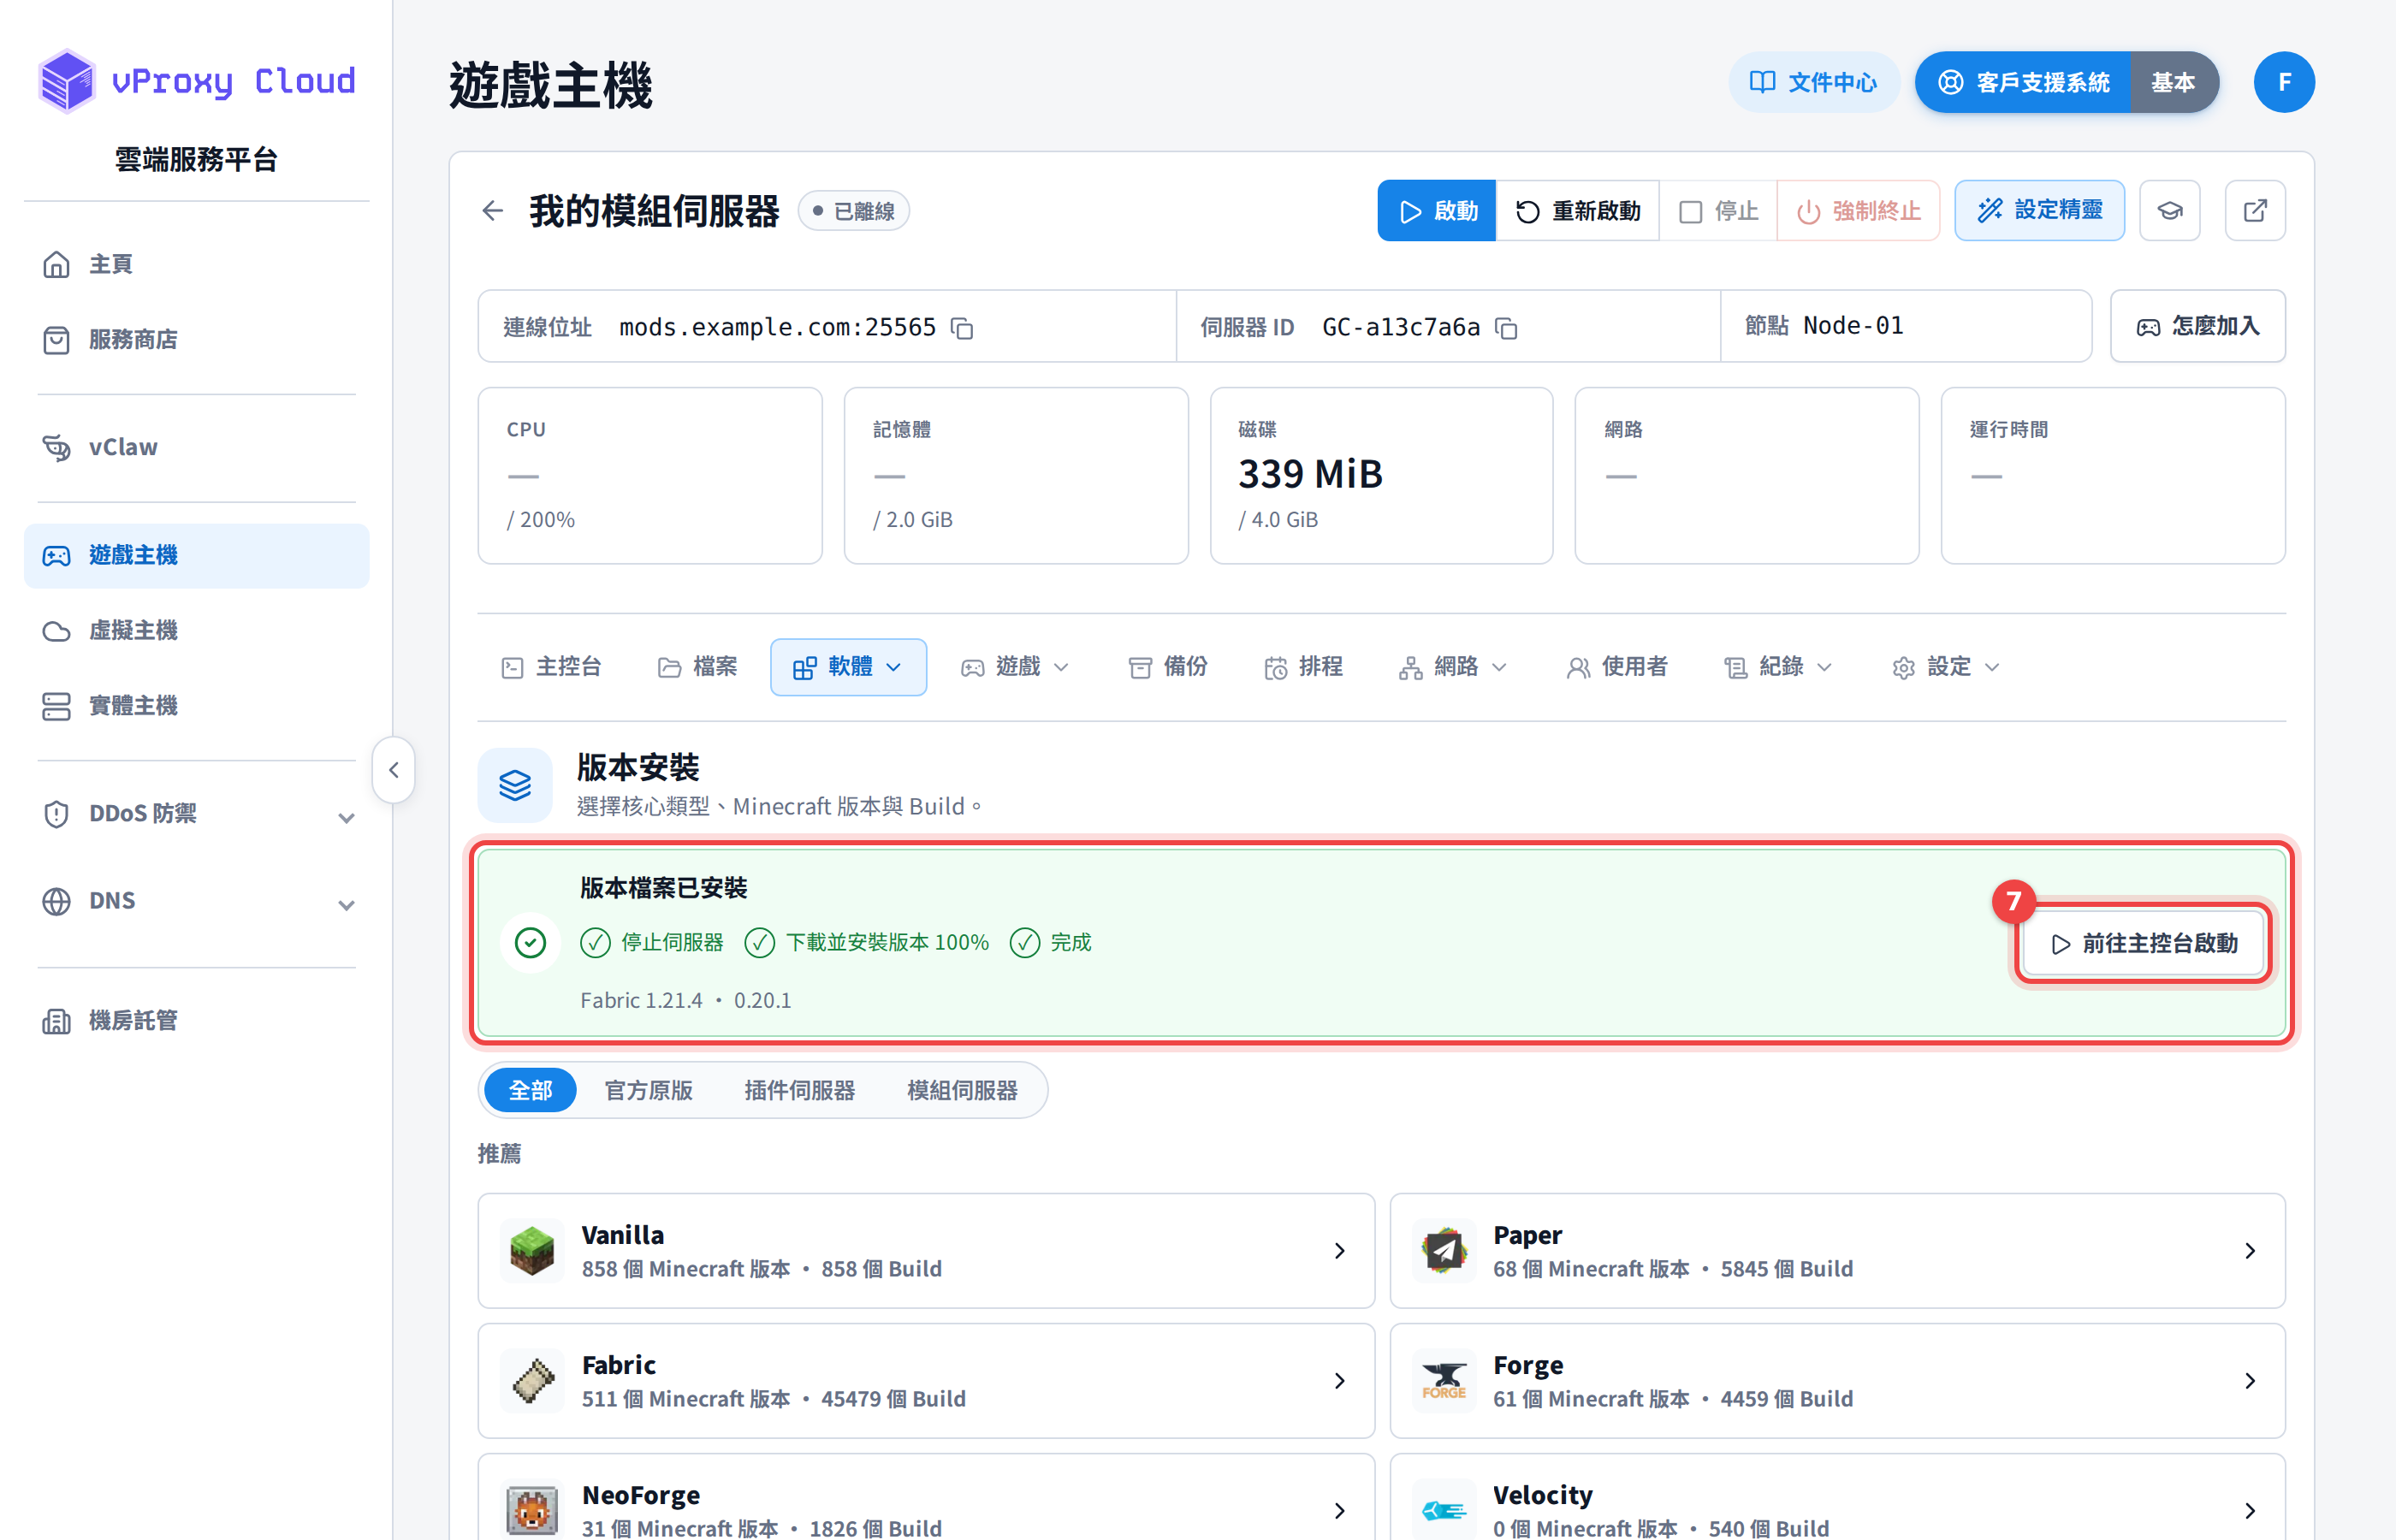 vProxy Cloud
雲端服務平台
主頁
服務商店
vClaw
遊戲主機
虛擬主機
實體主機
DDoS 防禦
DNS
機房託管
遊戲主機
文件中心
客戶支援系統 基本
F
我的模組伺服器
已離線
啟動
重新啟動
停止
強制終止
設定精靈
連線位址 mods.example.com:25565
伺服器 ID GC-a13c7a6a
節點 Node-01
怎麼加入
CPU
—
/ 200%
記憶體
—
/ 2.0 GiB
磁碟
339 MiB
/ 4.0 GiB
網路
—
運行時間
—
主控台
檔案
軟體
遊戲
備份
排程
網路
使用者
紀錄
設定
版本安裝
選擇核心類型、Minecraft 版本與 Build。
版本檔案已安裝
停止伺服器
下載並安裝版本 100%
完成
Fabric 1.21.4 • 0.20.1
7
前往主控台啟動
全部
官方原版
插件伺服器
模組伺服器
推薦
Vanilla
858 個 Minecraft 版本 • 858 個 Build
Paper
68 個 Minecraft 版本 • 5845 個 Build
Fabric
511 個 Minecraft 版本 • 45479 個 Build
FORGE
Forge
61 個 Minecraft 版本 • 4459 個 Build
NeoForge
31 個 Minecraft 版本 • 1826 個 Build
Velocity
0 個 Minecraft 版本 • 540 個 Build